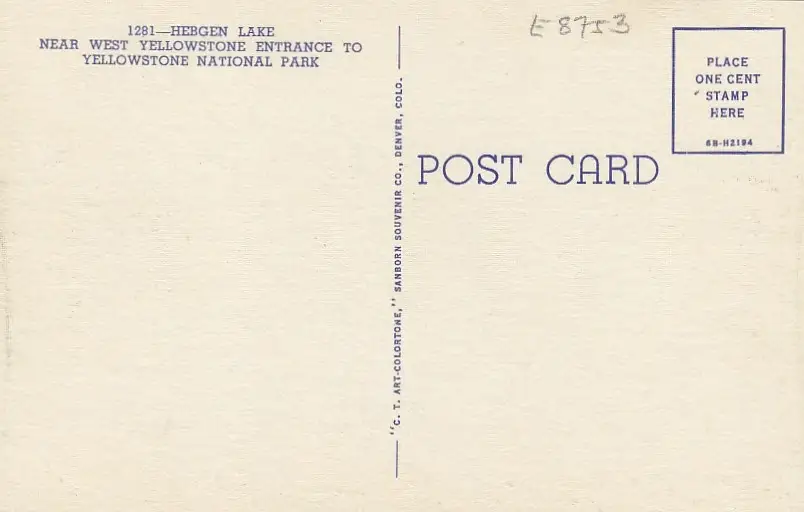 1281—HEBGEN LAKE
NEAR WEST YELLOWSTONE ENTRANCE TO
YELLOWSTONE NATIONAL PARK
"C. T. ART-COLORTONE," SANBORN SOUVENIR CO., DENVER, COLO.
E 8753
POST CARD
PLACE
ONE CENT
STAMP
HERE
6B-H2194